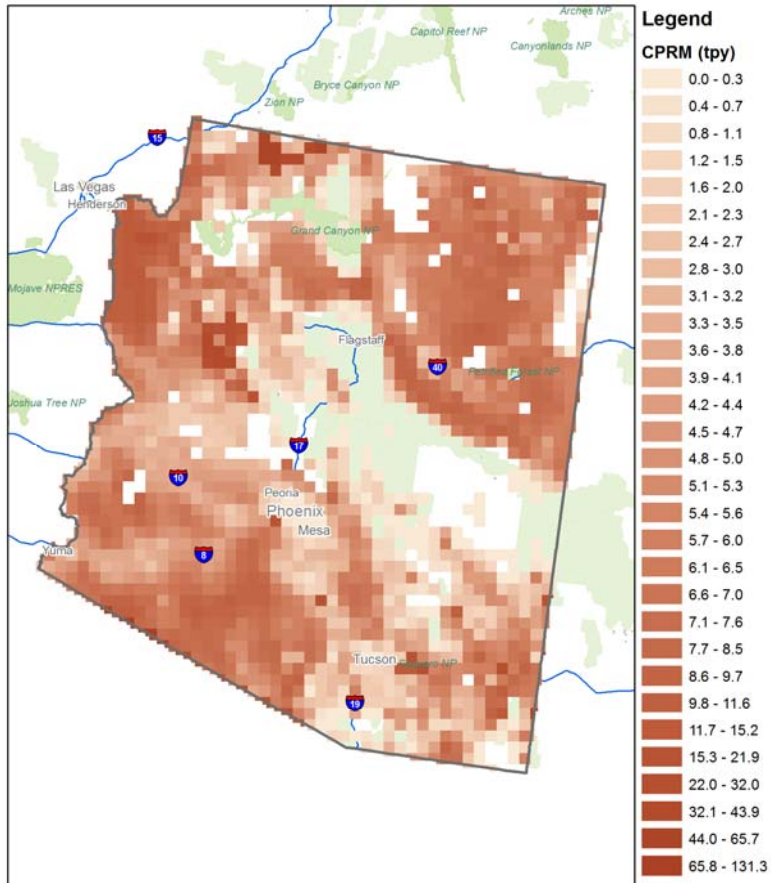 Arches NP
Capitol Reef NP
Canyonlands NP
Bryce Canyon NP
Zion NP
15
Las Vegas
Henderson
Grand Canyon NP
Mojave NPRES
Flagstaff
40
Petrified Forest NP
Joshua Tree NP
17
10
Peoria
Phoenix
Mesa
Yuma
8
Tucson
Saguaro NP
19
Legend
CPRM (tpy)
0.0 - 0.3
0.4 - 0.7
0.8 - 1.1
1.2 - 1.5
1.6 - 2.0
2.1 - 2.3
2.4 - 2.7
2.8 - 3.0
3.1 - 3.2
3.3 - 3.5
3.6 - 3.8
3.9 - 4.1
4.2 - 4.4
4.5 - 4.7
4.8 - 5.0
5.1 - 5.3
5.4 - 5.6
5.7 - 6.0
6.1 - 6.5
6.6 - 7.0
7.1 - 7.6
7.7 - 8.5
8.6 - 9.7
9.8 - 11.6
11.7 - 15.2
15.3 - 21.9
22.0 - 32.0
32.1 - 43.9
44.0 - 65.7
65.8 - 131.3